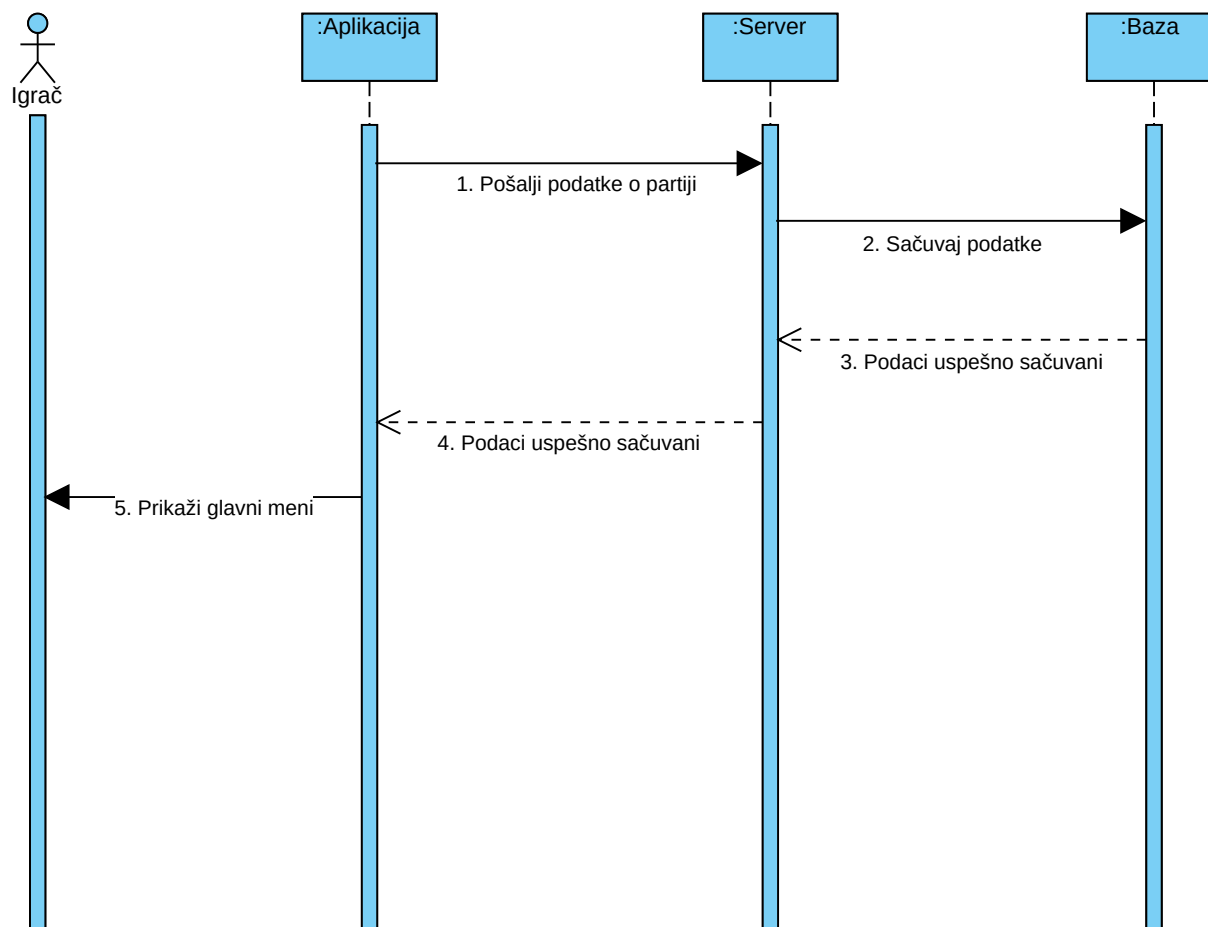 :Aplikacija
:Server
:Baza
Igrač
1. Pošalji podatke o partiji
2. Sačuvaj podatke
3. Podaci uspešno sačuvani
4. Podaci uspešno sačuvani
5. Prikaži glavni meni